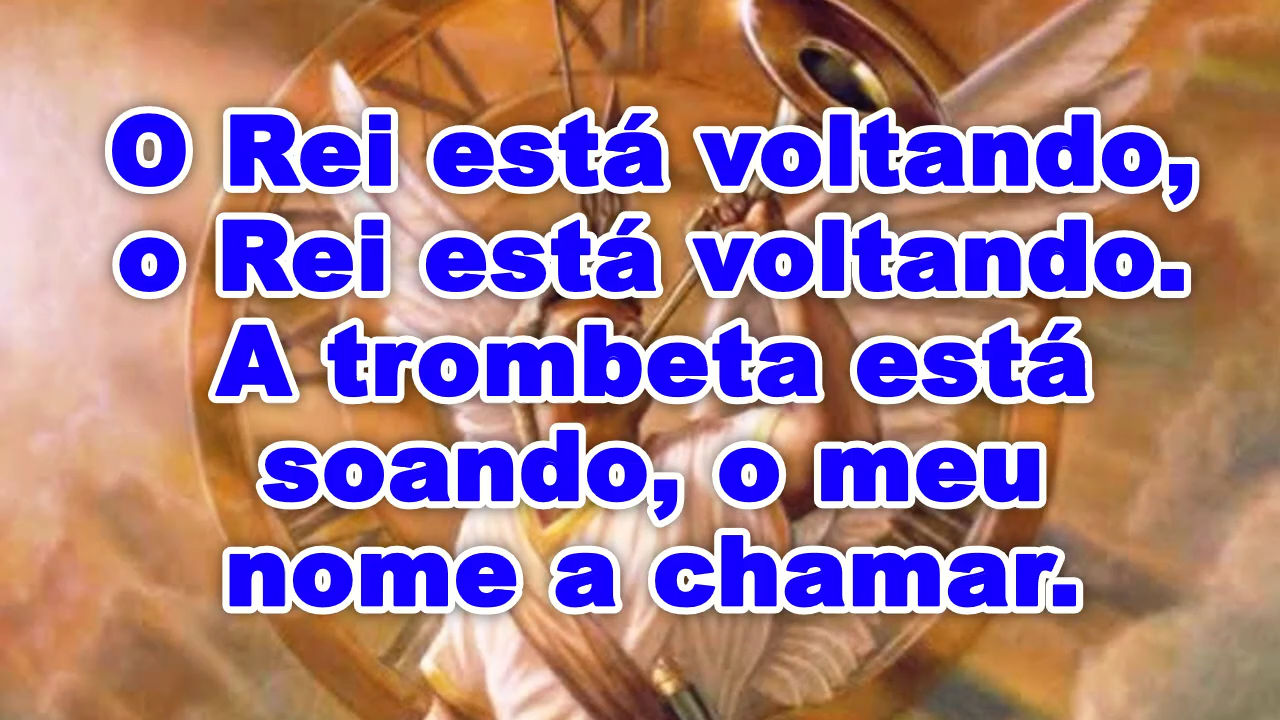 O Rei está voltando,
o Rei está voltando.
A trombeta está
soando, o meu
nome a chamar.